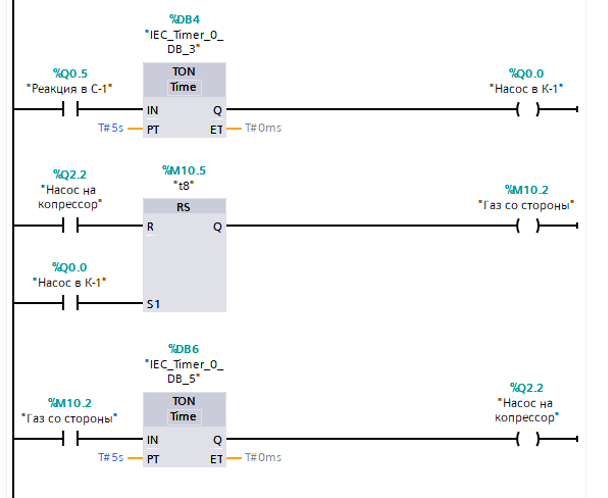 %DB4
"IEC_Timer_0_
DB_3"
%Q0.5
"Реакция в С-1"
TON
Time
%Q0.0
"Насос в К-1"
IN Q
T#5s PT ET T#0ms
%Q2.2
"Насос на
копрессор"
%M10.5
"t8"
RS
%M10.2
"Газ со стороны"
R Q
%Q0.0
"Насос в К-1"
S1
%DB6
"IEC_Timer_0_
DB_5"
%M10.2
"Газ со стороны"
TON
Time
%Q2.2
"Насос на
копрессор"
IN Q
T#5s PT ET T#0ms